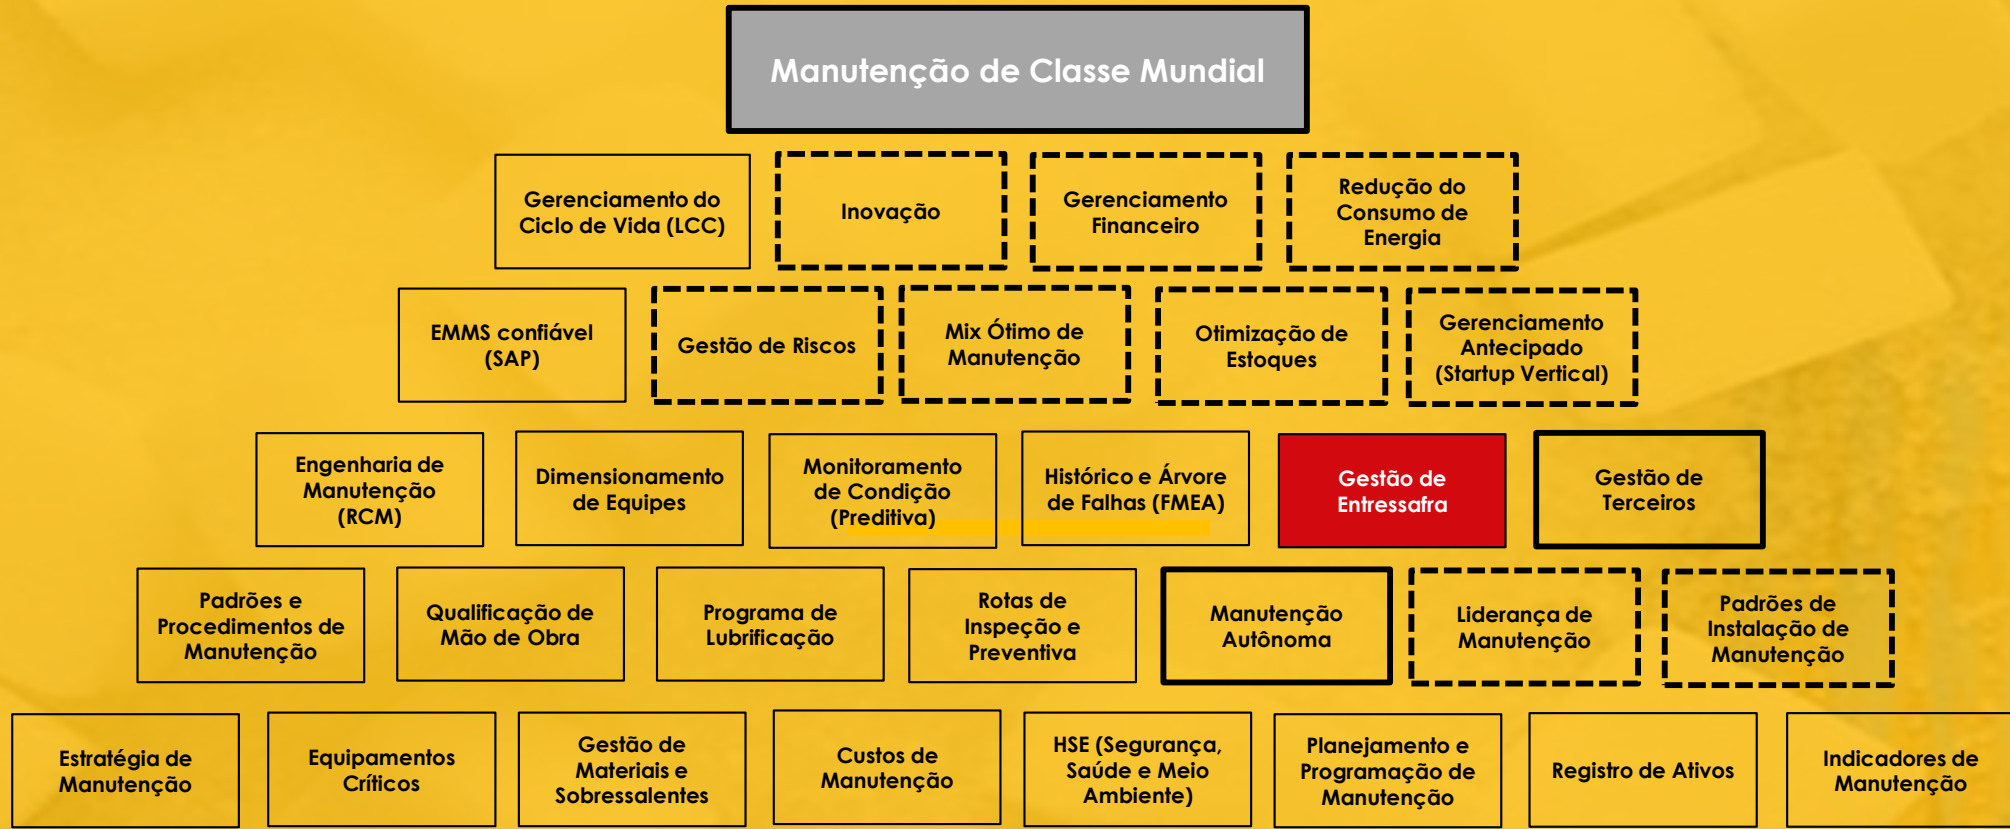 Manutenção de Classe Mundial
Gerenciamento do
Ciclo de Vida (LCC)
Inovação
Gerenciamento
Financeiro
Redução do
Consumo de
Energia
EMMS confiável
(SAP)
Gestão de Riscos
Mix Ótimo de
Manutenção
Otimização de
Estoques
Gerenciamento
Antecipado
(Startup Vertical)
Engenharia de
Manutenção
(RCM)
Dimensionamento
de Equipes
Monitoramento
de Condição
(Preditiva)
Histórico e Árvore
de Falhas (FMEA)
Gestão de
Entressafra
Gestão de
Terceiros
Padrões e
Procedimentos de
Manutenção
Qualificação de
Mão de Obra
Programa de
Lubrificação
Rotas de
Inspeção e
Preventiva
Manutenção
Autônoma
Liderança de
Manutenção
Padrões de
Instalação de
Manutenção
Estratégia de
Manutenção
Equipamentos
Críticos
Gestão de
Materiais e
Sobressalentes
Custos de
Manutenção
HSE (Segurança,
Saúde e Meio
Ambiente)
Planejamento e
Programação de
Manutenção
Registro de Ativos
Indicadores de
Manutenção